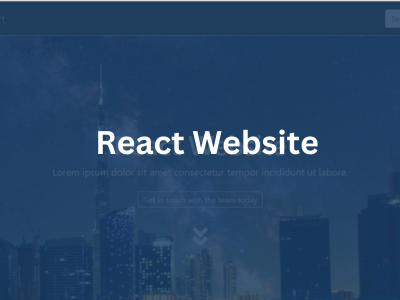 React Website
Lorem ipsum dolor sit amet consectetur tempor incididunt ut labore.
Get in touch with the team today